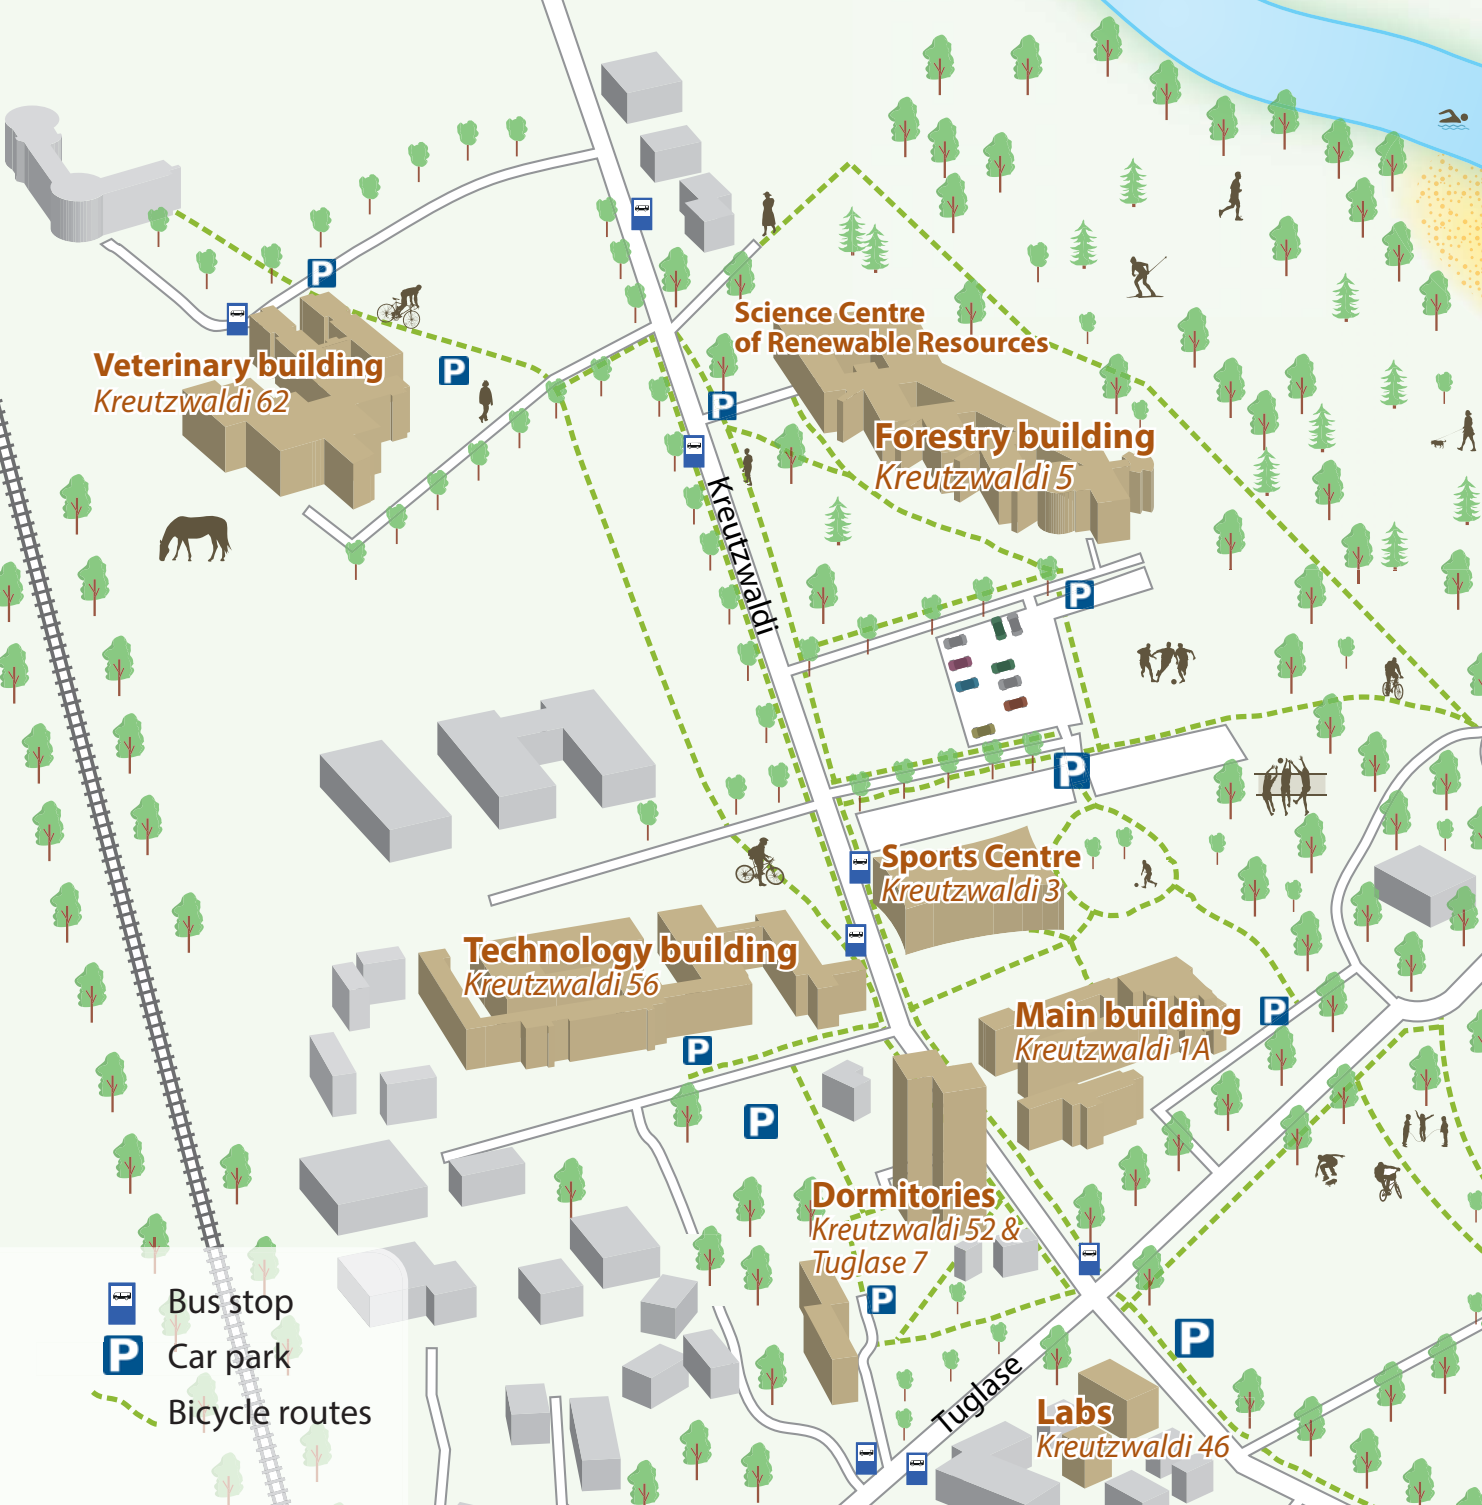 Science Centre
of Renewable Resources
Veterinary building
Kreutzwaldi 62
P
P
P
Forestry building
Kreutzwaldi 5
Kreutzwaldi
P
P
Sports Centre
Kreutzwaldi 3
Technology building
Kreutzwaldi 56
Main building
Kreutzwaldi 1A
P
P
P
Dormitories
Kreutzwaldi 52 &
Tuglase 7
P
P
Tuglase
Labs
Kreutzwaldi 46
Bus stop
P Car park
Bicycle routes